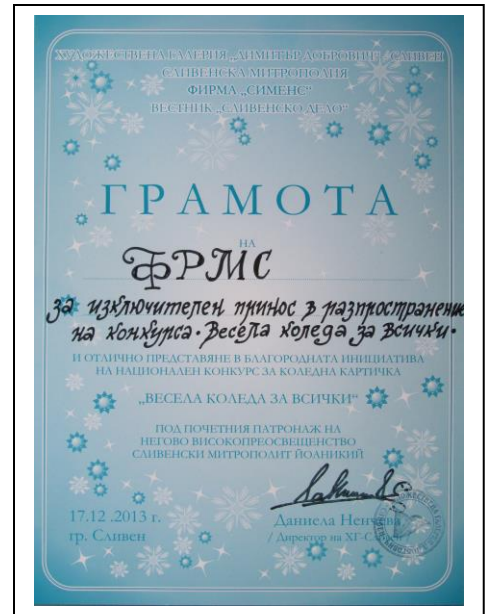 ХУДОЖЕСТВЕНА ГАЛЕРИЯ „ДИМИТЪР ДОБРОВИЧ“ /СЛИВЕН
СЛИВЕНСКА МИТРОПОЛИЯ
ФИРМА „СИМЕНС“
ВЕСТНИК „СЛИВЕНСКО ДЕЛО“
ГРАМОТА
НА
ФРМС
за изключителен принос в разпространение
на конкурса. Весела коледа за всички.
И ОТЛИЧНО ПРЕДСТАВЯНЕ В БЛАГОРОДНАТА ИНИЦИАТИВА
НА НАЦИОНАЛЕН КОНКУРС ЗА КОЛЕДНА КАРТИЧКА
„ВЕСЕЛА КОЛЕДА ЗА ВСИЧКИ“
ПОД ПОЧЕТНИЯ ПАТРОНАЖ НА
НЕГОВО ВИСОКОПРЕОСВЕЩЕНСТВО
СЛИВЕНСКИ МИТРОПОЛИТ ЙОАНИКИЙ
17.12 .2013 г.
гр. Сливен
Даниела Ненчева
/ Директор на ХГ-